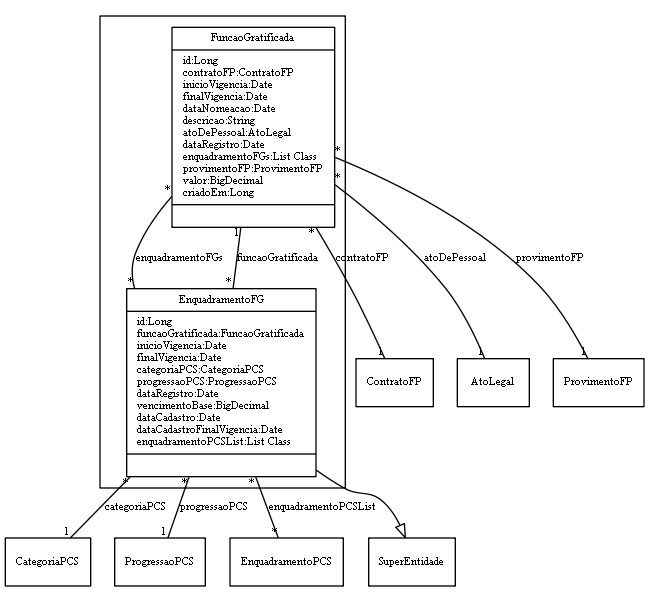 FuncaoGratificada
id:Long
contratoFP:ContratoFP
inicioVigencia:Date
finalVigencia:Date
dataNomeacao:Date
descricao:String
atoDePessoal:AtoLegal
dataRegistro:Date
enquadramentoFGs:List Class
provimentoFP:ProvimentoFP
valor:BigDecimal
criadoEm:Long
*
*
* 1 *
enquadramentoFGs funcaoGratificada contratoFP atoDePessoal provimentoFP
* *
EnquadramentoFG
id:Long
funcaoGratificada:FuncaoGratificada
inicioVigencia:Date
finalVigencia:Date
categoriaPCS:CategoriaPCS
progressaoPCS:ProgressaoPCS
dataRegistro:Date
vencimentoBase:BigDecimal
dataCadastro:Date
dataCadastroFinalVigencia:Date
enquadramentoPCSList:List Class
1 1 1
ContratoFP AtoLegal ProvimentoFP
* * *
categoriaPCS progressaoPCS enquadramentoPCSList
1 1 *
CategoriaPCS ProgressaoPCS EnquadramentoPCS SuperEntidade